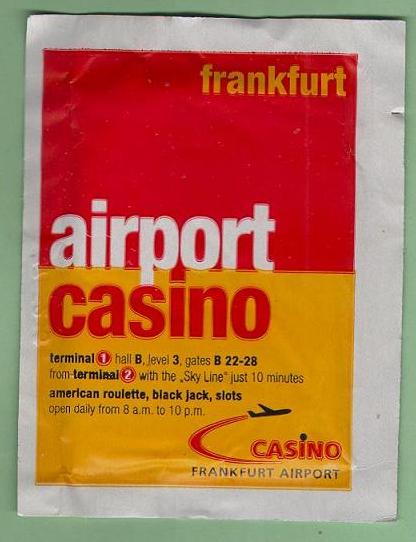 frankfurt
airport
casino
terminal 1 hall B, level 3, gates B 22-28
from terminal 2 with the „Sky Line" just 10 minutes
american roulette, black jack, slots
open daily from 8 a.m. to 10 p.m.
CASiNO
FRANKFURT AIRPORT